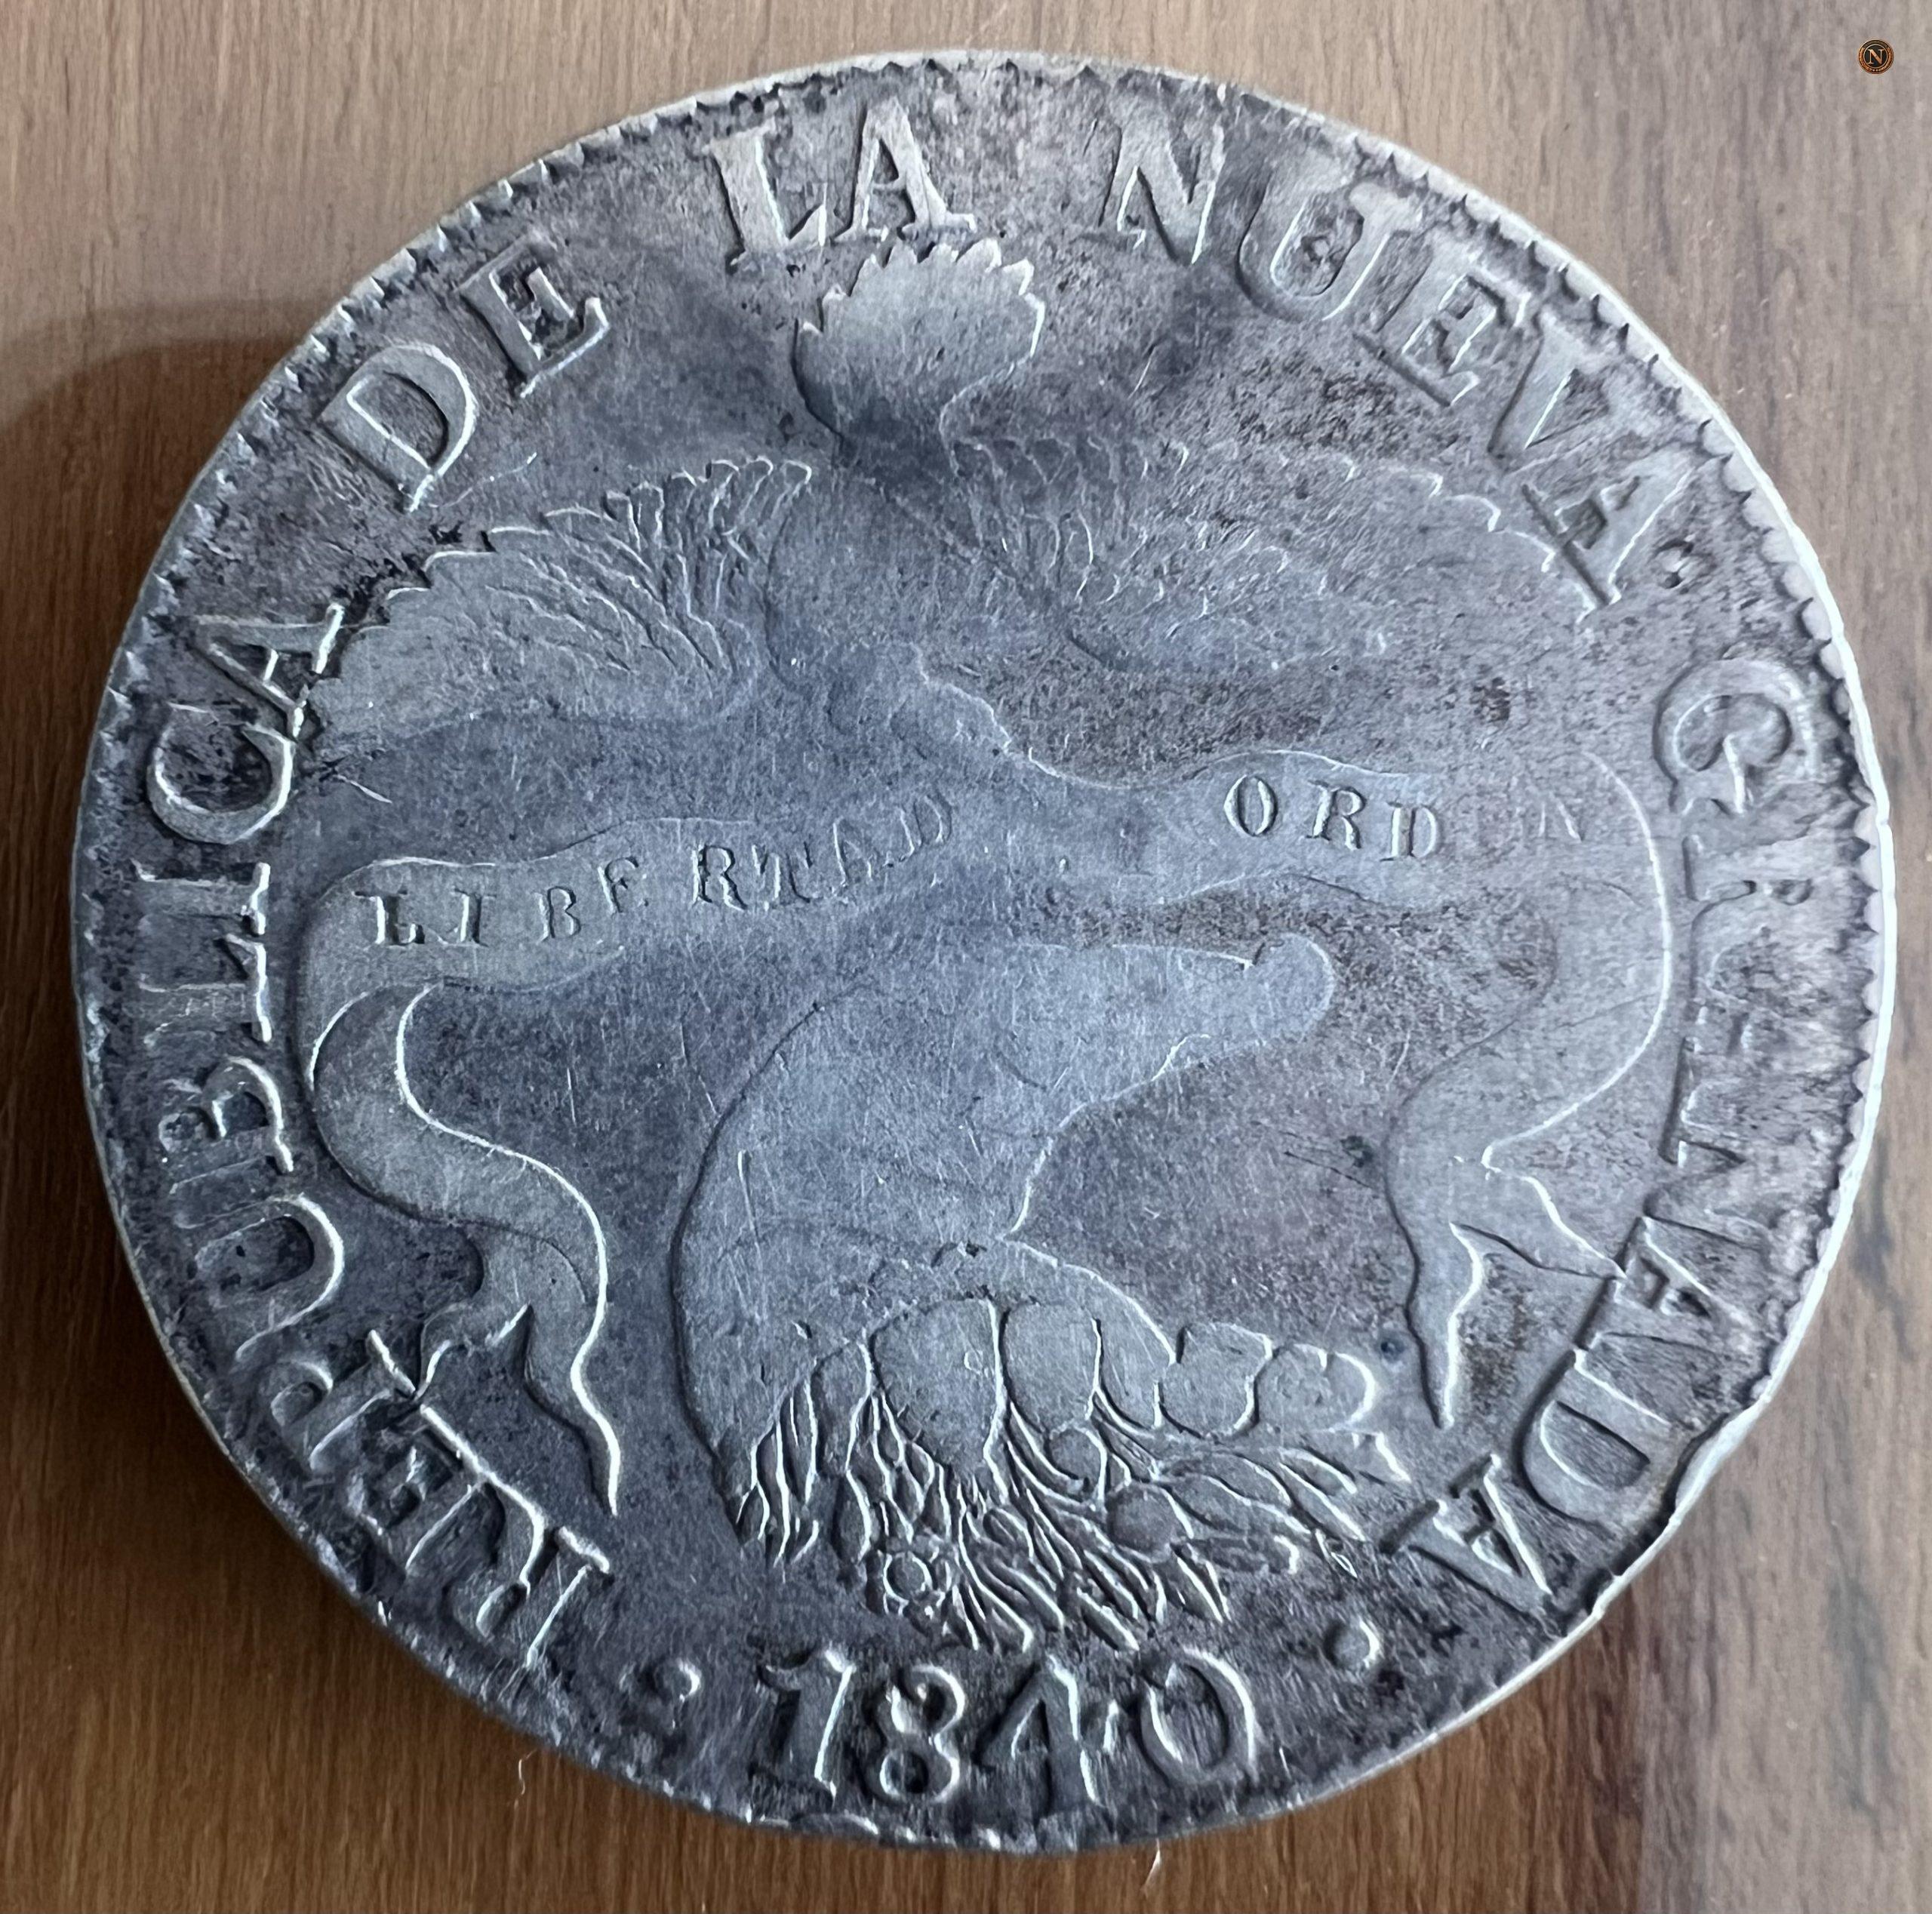 REPUBLICA DE LA NUEVA. GRANADA.
LIBERTAD . ORDEN
. 1840 .
N